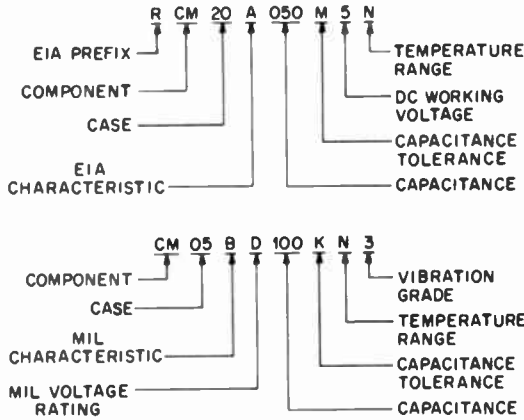 R CM 20 A 050 M 5 N
EIA PREFIX
COMPONENT
CASE
EIA
CHARACTERISTIC
TEMPERATURE
RANGE
DC WORKING
VOLTAGE
CAPACITANCE
TOLERANCE
CAPACITANCE
CM 05 B D 100 K N 3
COMPONENT
CASE
MIL
CHARACTERISTIC
MIL VOLTAGE
RATING
VIBRATION
GRADE
TEMPERATURE
RANGE
CAPACITANCE
TOLERANCE
CAPACITANCE